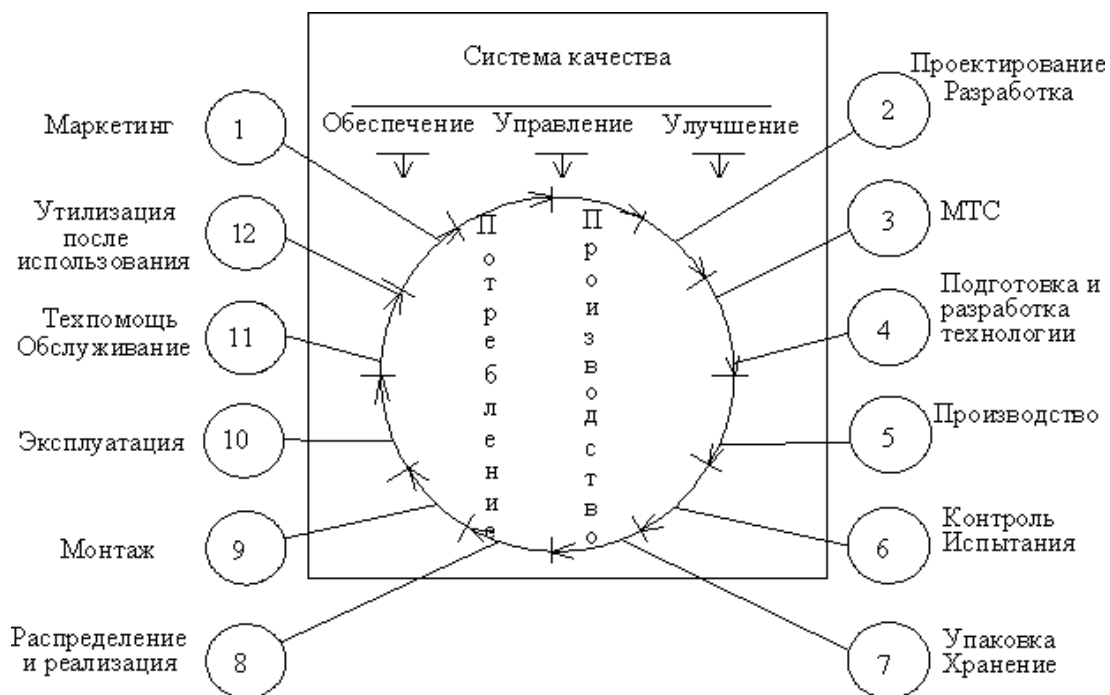 Система качества
Обеспечение Управление Улучшение
1
Маркетинг
2
Проектирование
Разработка
3
МТС
4
Подготовка и
разработка
технологии
5
Производство
6
Контроль
Испытания
7
Упаковка
Хранение
8
Распределение
и реализация
9
Монтаж
10
Эксплуатация
11
Техпомощь
Обслуживание
12
Утилизация
после
использования
Потребление
Производство